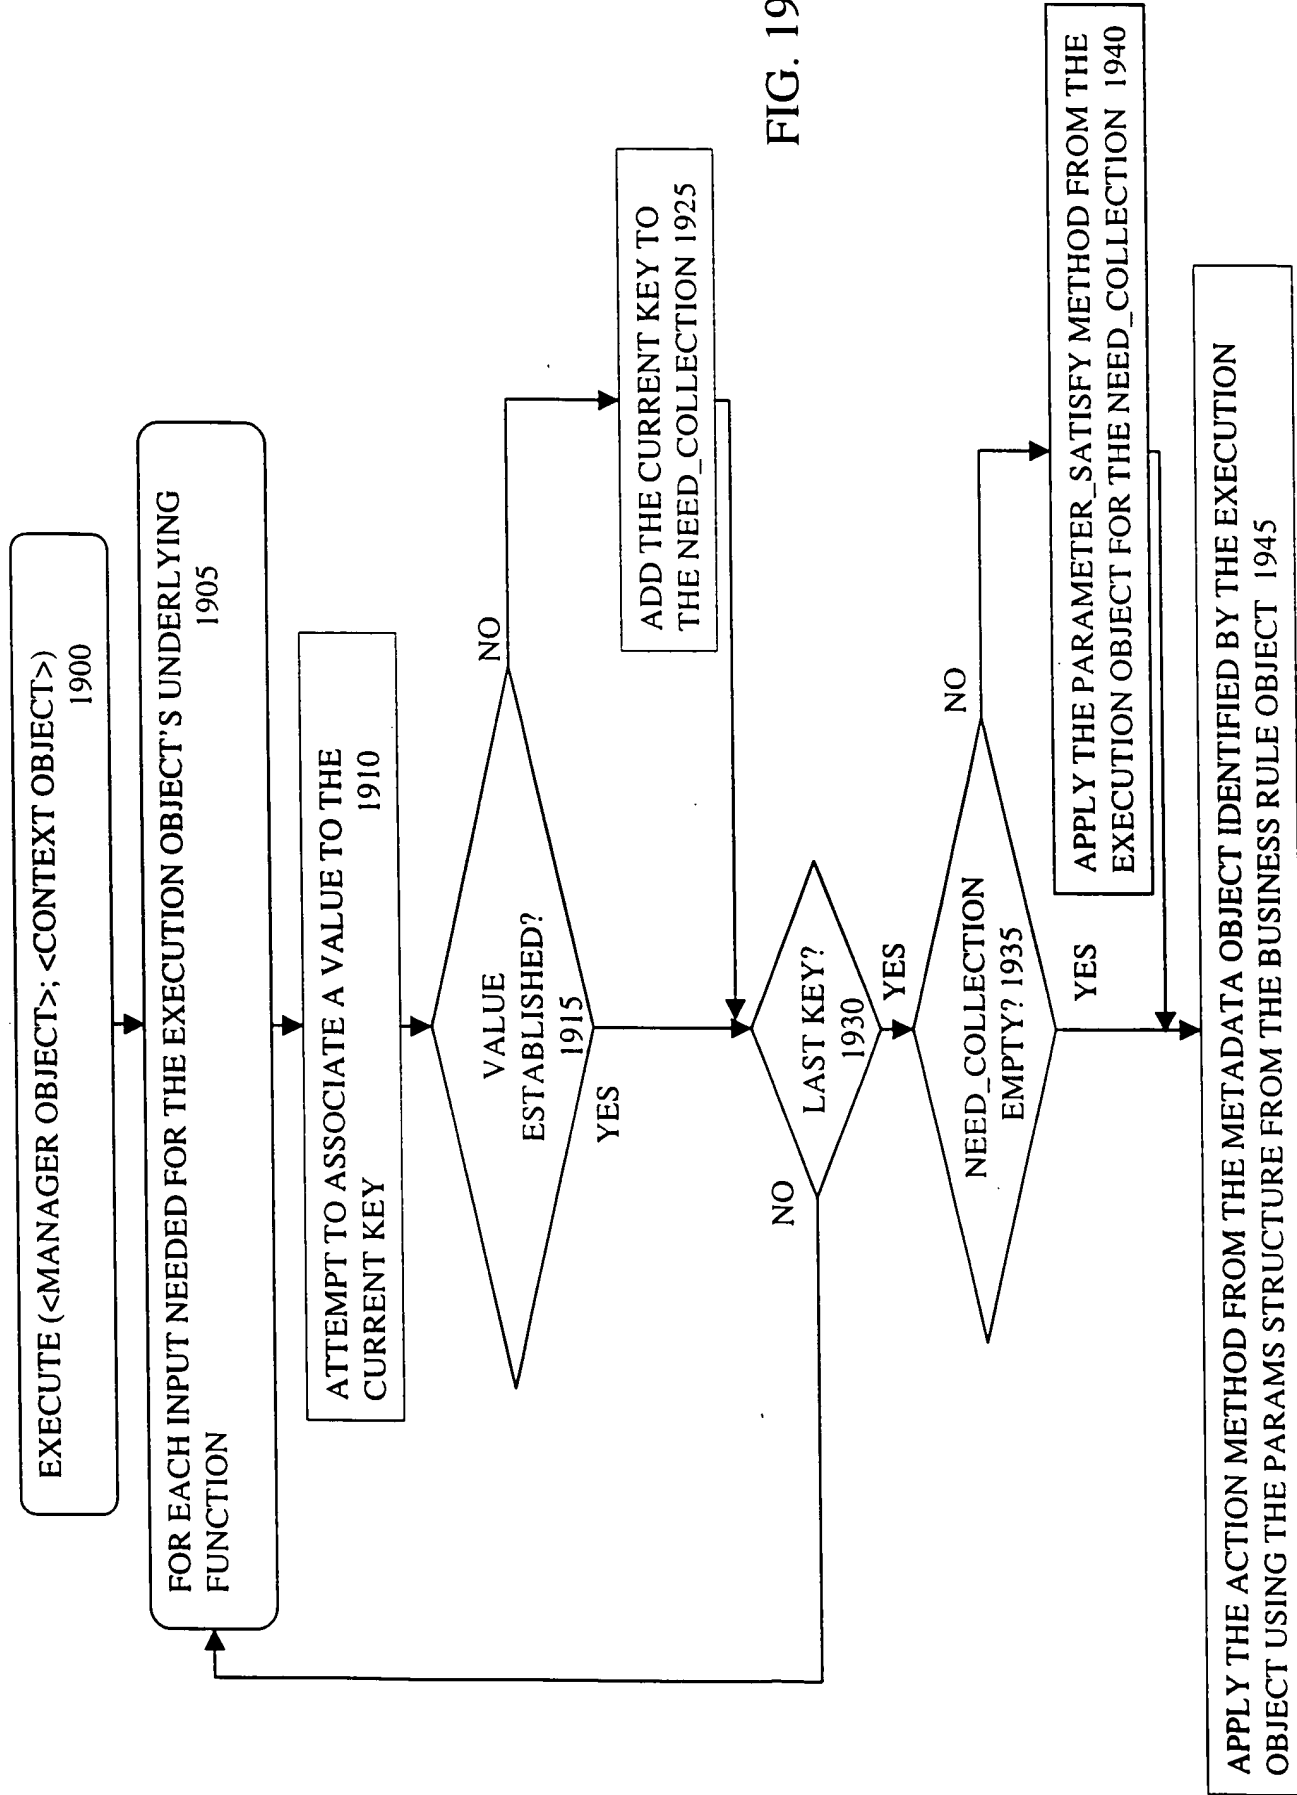 EXECUTE (<MANAGER OBJECT>; <CONTEXT OBJECT>)
1900
FOR EACH INPUT NEEDED FOR THE EXECUTION OBJECT'S UNDERLYING
FUNCTION
1905
ATTEMPT TO ASSOCIATE A VALUE TO THE
CURRENT KEY
1910
VALUE
ESTABLISHED?
1915
NO
YES
ADD THE CURRENT KEY TO
THE NEED_COLLECTION 1925
LAST KEY?
1930
NO
YES
NEED_COLLECTION
EMPTY? 1935
NO
YES
APPLY THE PARAMETER_SATISFY METHOD FROM THE
EXECUTION OBJECT FOR THE NEED_COLLECTION 1940
APPLY THE ACTION METHOD FROM THE METADATA OBJECT IDENTIFIED BY THE EXECUTION
OBJECT USING THE PARAMS STRUCTURE FROM THE BUSINESS RULE OBJECT 1945
FIG. 19